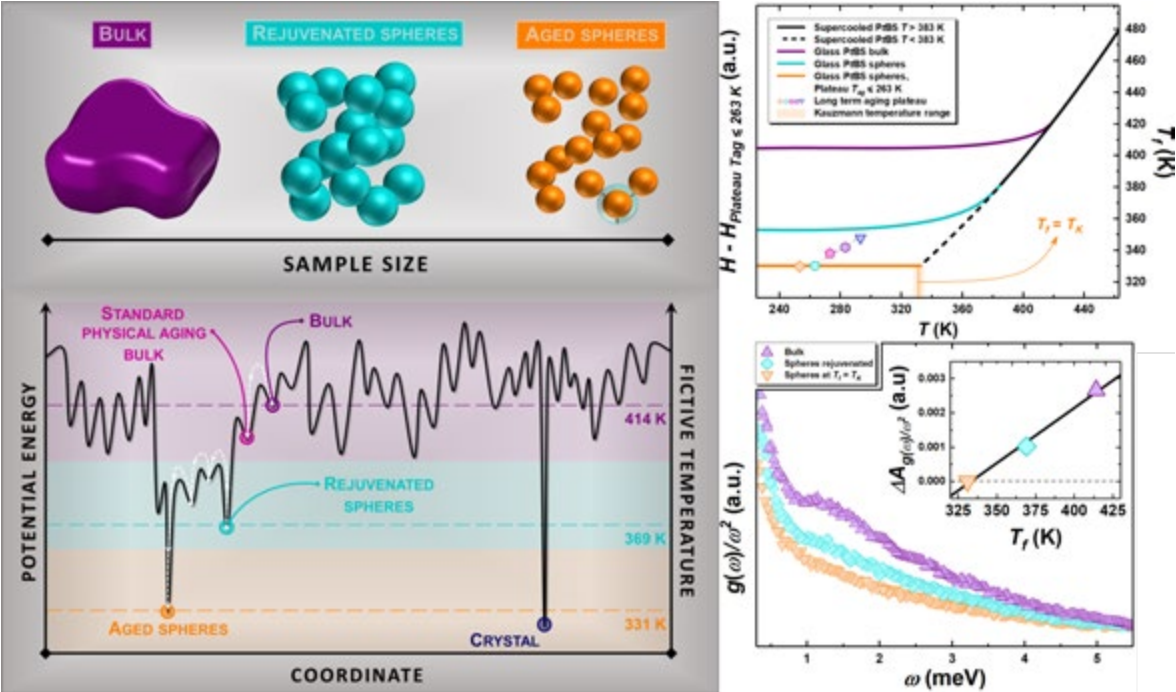 BULK
REJUVENATED SPHERES
AGED SPHERES
SAMPLE SIZE
STANDARD
PHYSICAL AGING
BULK
BULK
414 K
REJUVENATED
SPHERES
369 K
AGED SPHERES
331 K
CRYSTAL
POTENTIAL ENERGY
FICTIVE TEMPERATURE
COORDINATE
Supercooled PtBS T > 383 K
Supercooled PtBS T < 383 K
Glass PtBS bulk
Glass PtBS spheres
Glass PtBS spheres,
Plateau Tag ≤ 263 K
Long term aging plateau
Kauzmann temperature range
H - H Plateau Tag ≤ 263 K (a.u.)
480
460
440
420
400
380
360
340
320
Tf (K)
Tf = TK
240 280 320 360 400 440
T (K)
Bulk
Spheres rejuvenated
Spheres at Tf = TK
g(ω)/ω² (a.u.)
0.003
0.002
0.001
0.000
ΔA g(ω)/ω² (a.u)
325 350 375 400 425
Tf (K)
1 2 3 4 5
ω (meV)